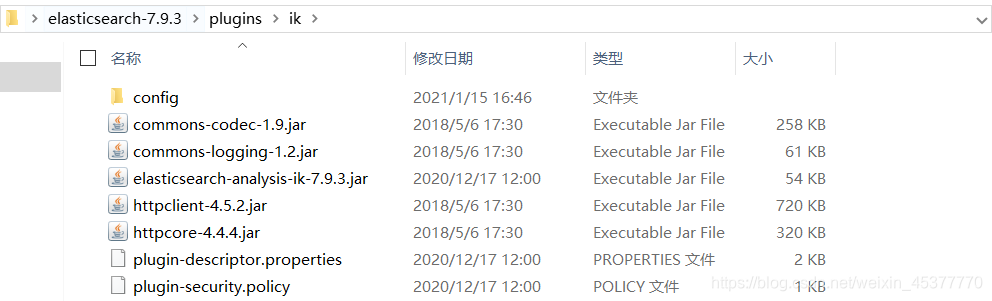 elasticsearch-7.9.3 > plugins > ik >
名称 修改日期 类型 大小
config 2021/1/15 16:46 文件夹
commons-codec-1.9.jar 2018/5/6 17:30 Executable Jar File 258 KB
commons-logging-1.2.jar 2018/5/6 17:30 Executable Jar File 61 KB
elasticsearch-analysis-ik-7.9.3.jar 2020/12/17 12:00 Executable Jar File 54 KB
httpclient-4.5.2.jar 2018/5/6 17:30 Executable Jar File 720 KB
httpcore-4.4.4.jar 2018/5/6 17:30 Executable Jar File 320 KB
plugin-descriptor.properties 2020/12/17 12:00 PROPERTIES 文件 2 KB
plugin-security.policy 2020/12/17 12:00 POLICY 文件 1 KB
https://blog.csdn.net/weixin_45377770